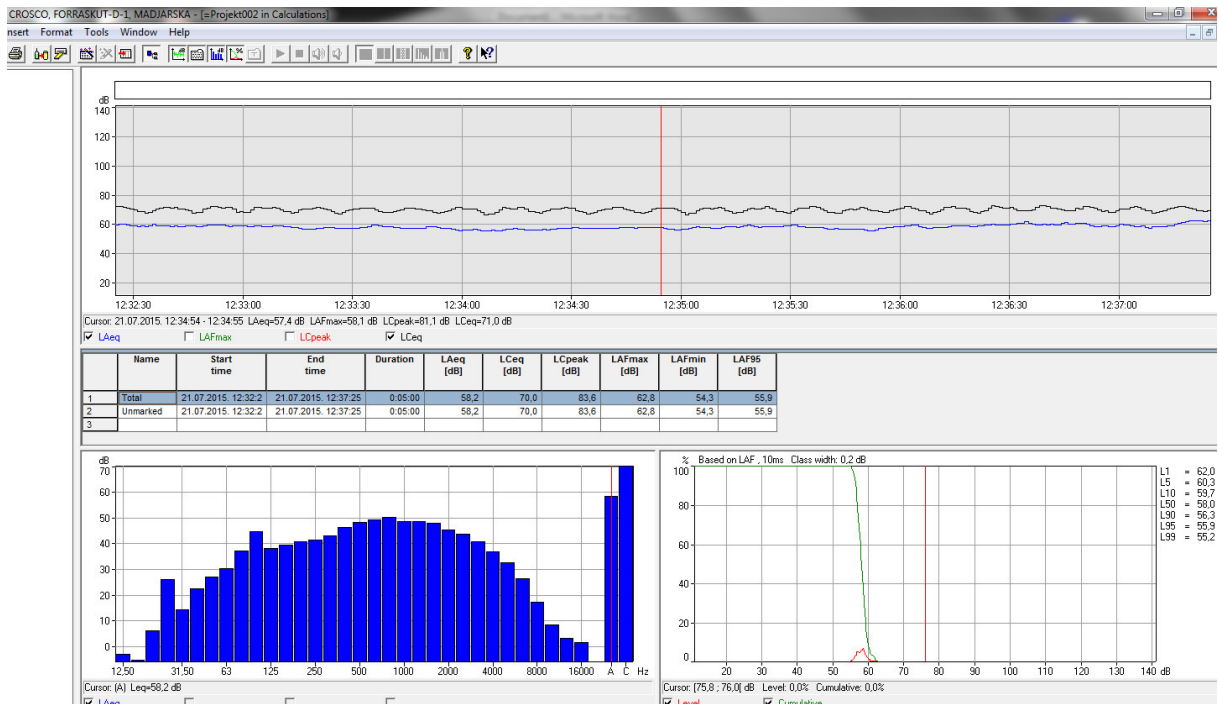 CROSCO, FORRASKUT-D-1, MADJARSKA - [=Projekt002 in Calculations]
nsert Format Tools Window Help
dB
140
120
100
80
60
40
20
12:32:30 12:33:00 12:33:30 12:34:00 12:34:30 12:35:00 12:35:30 12:36:00 12:36:30 12:37:00
Cursor: 21.07.2015. 12:34:54 - 12:34:55 LAeq=57,4 dB LAFmax=58,1 dB LCpeak=81,1 dB LCeq=71,0 dB
LAeq LAFmax LCpeak LCeq
Name Start time End time Duration LAeq [dB] LCeq [dB] LCpeak [dB] LAFmax [dB] LAFmin [dB] LAF95 [dB]
1 Total 21.07.2015. 12:32:2 21.07.2015. 12:37:25 0:05:00 58,2 70,0 83,6 62,8 54,3 55,9
2 Unmarked 21.07.2015. 12:32:2 21.07.2015. 12:37:25 0:05:00 58,2 70,0 83,6 62,8 54,3 55,9
3
dB
70
60
50
40
30
20
10
0
12,50 31,50 63 125 250 500 1000 2000 4000 8000 16000 A C Hz
Cursor: (A) Leq=58,2 dB
LAeq
% Based on LAF , 10ms Class width: 0,2 dB
100
80
60
40
20
0
20 30 40 50 60 70 80 90 100 110 120 130 140 dB
L1 = 62,0
L5 = 60,3
L10 = 59,7
L50 = 58,0
L90 = 56,3
L95 = 55,9
L99 = 55,2
Cursor: [75,8 ; 76,0[ dB Level: 0,0% Cumulative: 0,0%
Level Cumulative